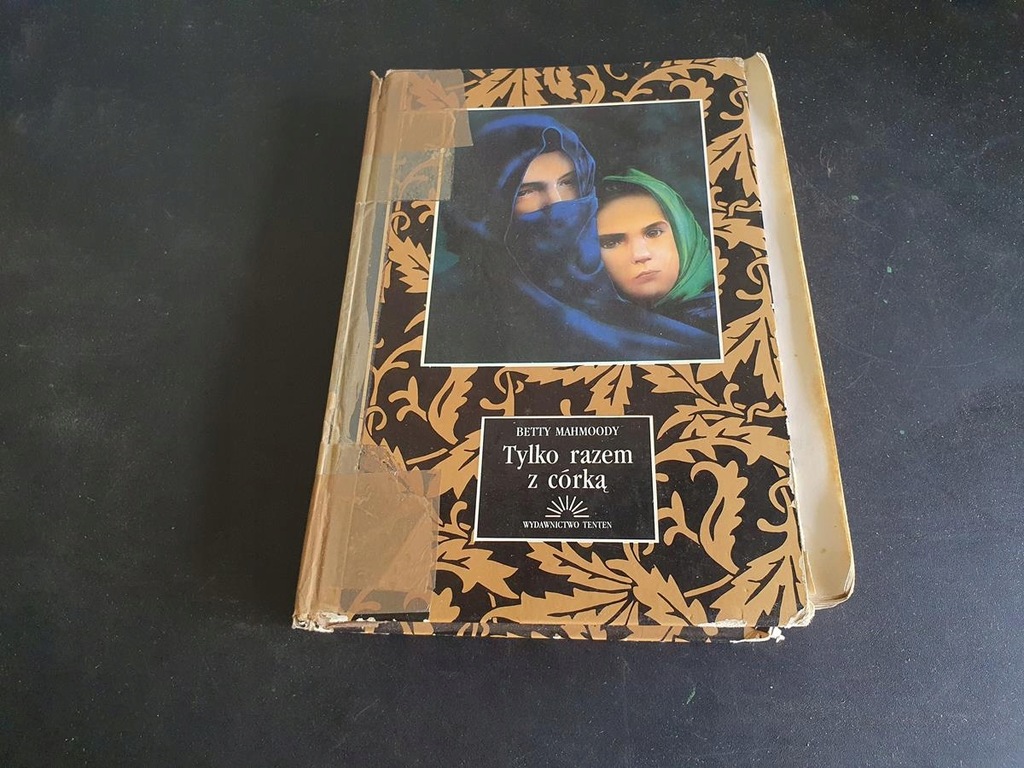 BETTY MAHMOODY
Tylko razem
z córką
WYDAWNICTWO TENTEN